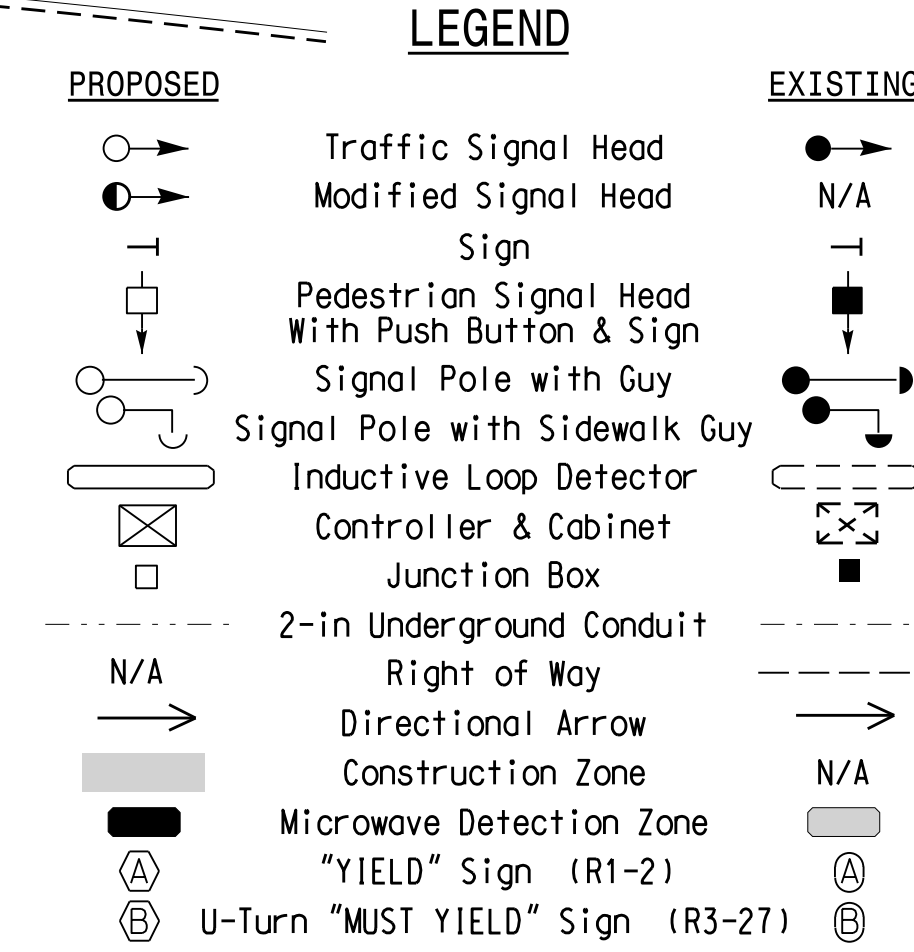 LEGEND
PROPOSED EXISTING
Traffic Signal Head
Modified Signal Head N/A
Sign
Pedestrian Signal Head
With Push Button & Sign
Signal Pole with Guy
Signal Pole with Sidewalk Guy
Inductive Loop Detector
Controller & Cabinet
Junction Box
2-in Underground Conduit
N/A Right of Way
Directional Arrow
Construction Zone N/A
Microwave Detection Zone
A "YIELD" Sign (R1-2) A
B U-Turn "MUST YIELD" Sign (R3-27) B